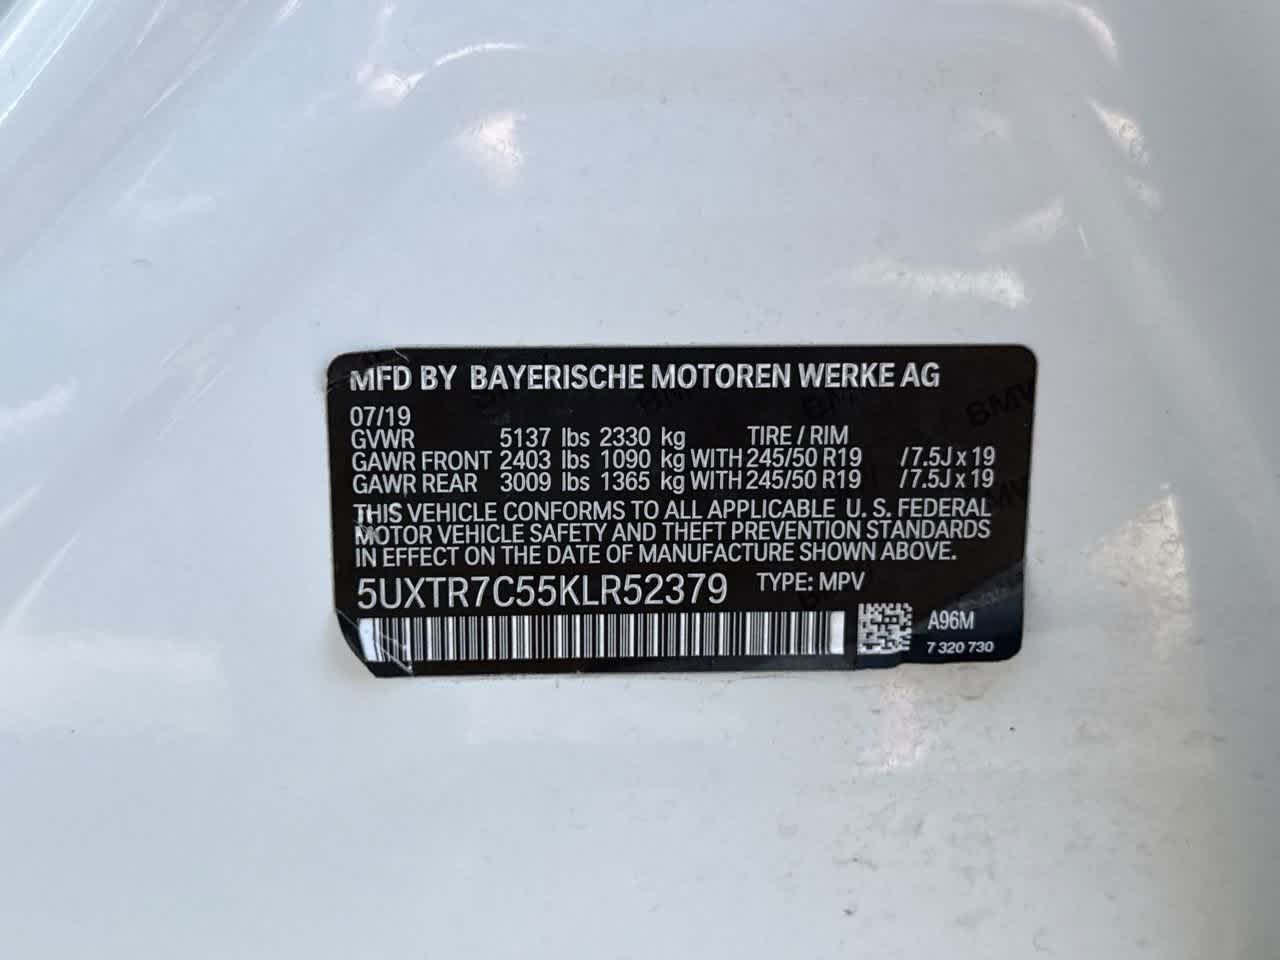 MFD BY BAYERISCHE MOTOREN WERKE AG
07/19
GVWR 5137 lbs 2330 kg TIRE / RIM
GAWR FRONT 2403 lbs 1090 kg WITH 245/50 R19 /7.5J x 19
GAWR REAR 3009 lbs 1365 kg WITH 245/50 R19 /7.5J x 19
THIS VEHICLE CONFORMS TO ALL APPLICABLE U. S. FEDERAL
MOTOR VEHICLE SAFETY AND THEFT PREVENTION STANDARDS
IN EFFECT ON THE DATE OF MANUFACTURE SHOWN ABOVE.
5UXTR7C55KLR52379 TYPE: MPV
A96M
7 320 730